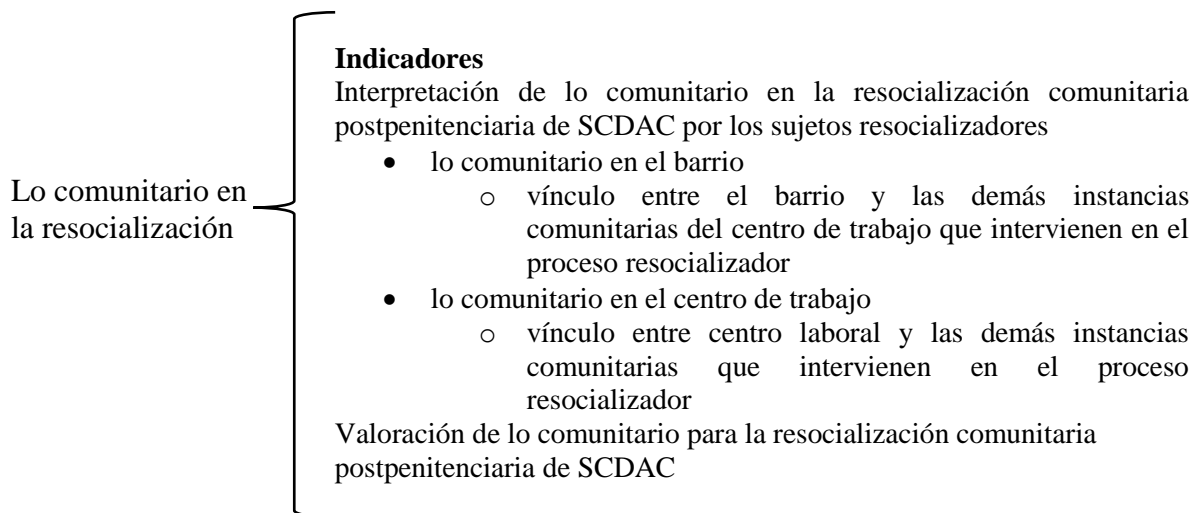 Lo comunitario en
la resocialización
Indicadores
Interpretación de lo comunitario en la resocialización comunitaria
postpenitenciaria de SCDAC por los sujetos resocializadores
• lo comunitario en el barrio
o vínculo entre el barrio y las demás instancias
comunitarias del centro de trabajo que intervienen en el
proceso resocializador
• lo comunitario en el centro de trabajo
o vínculo entre centro laboral y las demás instancias
comunitarias que intervienen en el proceso
resocializador
Valoración de lo comunitario para la resocialización comunitaria
postpenitenciaria de SCDAC